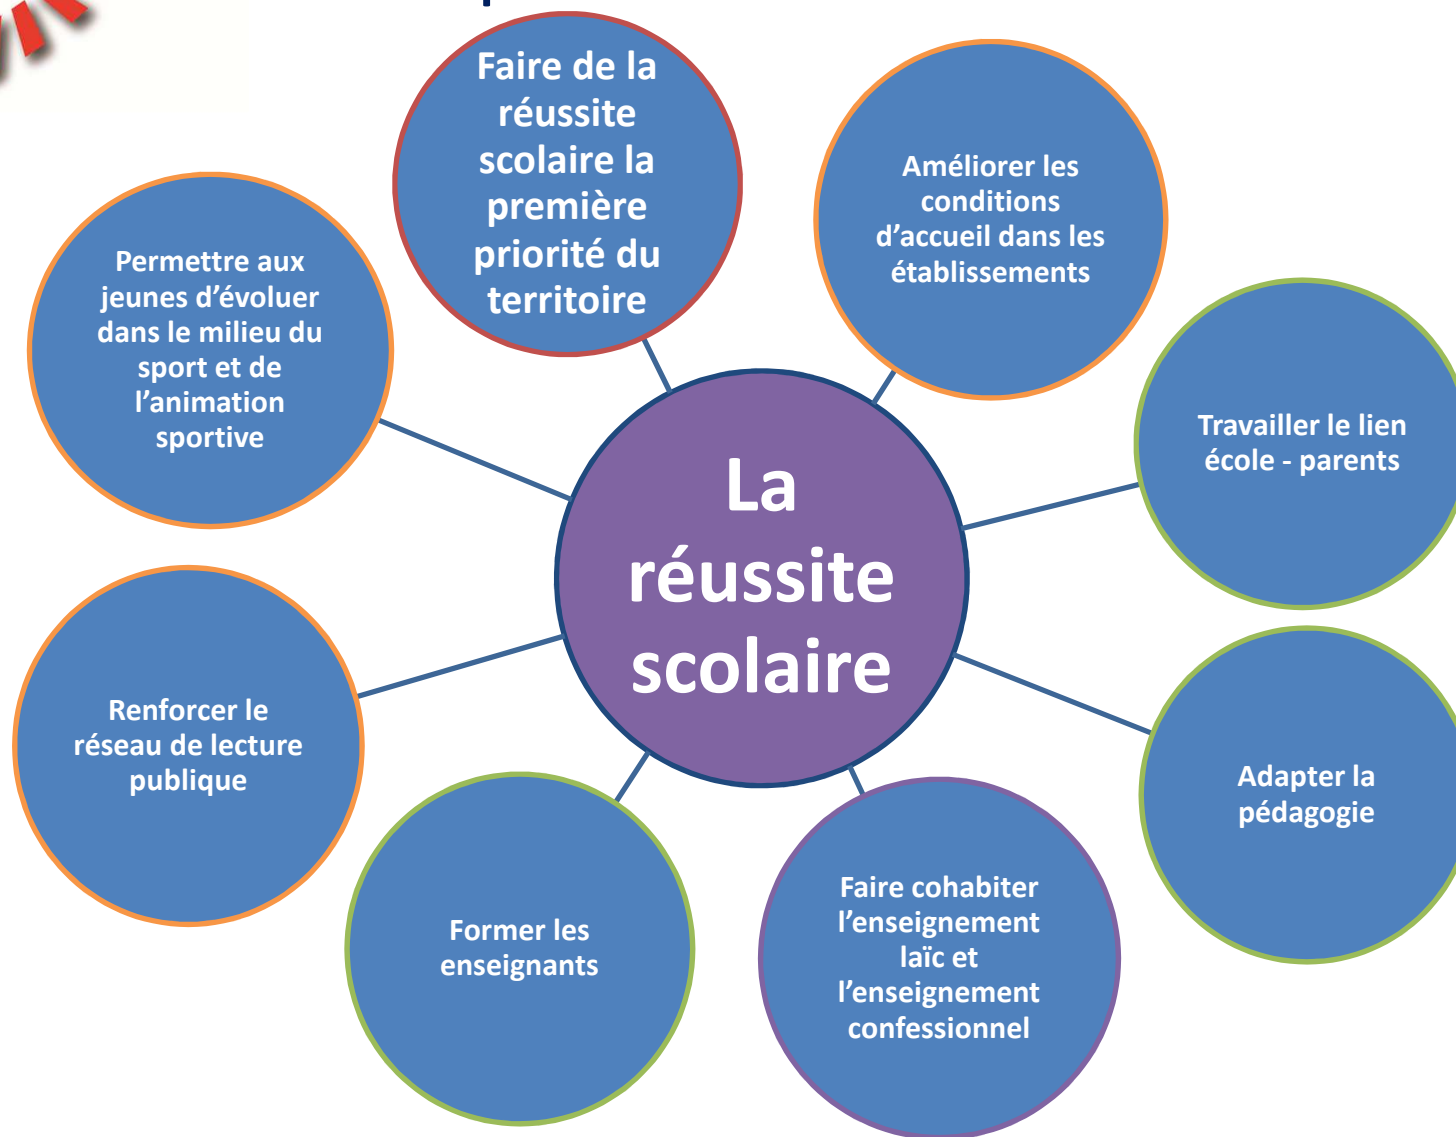 Faire de la
réussite
scolaire la
première
priorité du
territoire
Améliorer les
conditions
d’accueil dans les
établissements
Permettre aux
jeunes d’évoluer
dans le milieu du
sport et de
l’animation
sportive
Travailler le lien
école - parents
La
réussite
scolaire
Renforcer le
réseau de lecture
publique
Adapter la
pédagogie
Former les
enseignants
Faire cohabiter
l’enseignement
laïc et
l’enseignement
confessionnel